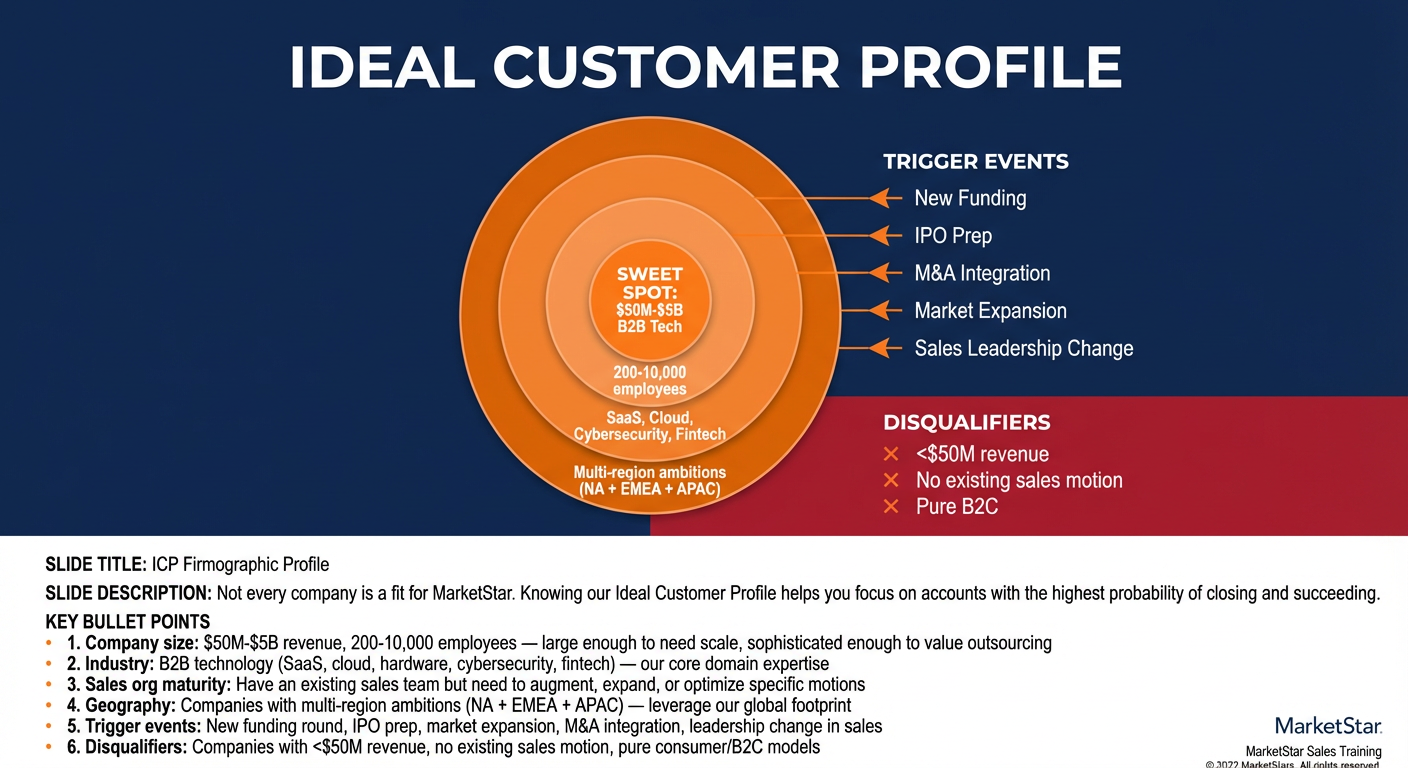 IDEAL CUSTOMER PROFILE
SWEET
SPOT:
$50M-$5B
B2B Tech
200-10,000
employees
SaaS, Cloud,
Cybersecurity, Fintech
Multi-region ambitions
(NA + EMEA + APAC)
TRIGGER EVENTS
New Funding
IPO Prep
M&A Integration
Market Expansion
Sales Leadership Change
DISQUALIFIERS
✕ <$50M revenue
✕ No existing sales motion
✕ Pure B2C
SLIDE TITLE: ICP Firmographic Profile
SLIDE DESCRIPTION: Not every company is a fit for MarketStar. Knowing our Ideal Customer Profile helps you focus on accounts with the highest probability of closing and succeeding.
KEY BULLET POINTS
• 1. Company size: $50M-$5B revenue, 200-10,000 employees — large enough to need scale, sophisticated enough to value outsourcing
• 2. Industry: B2B technology (SaaS, cloud, hardware, cybersecurity, fintech) — our core domain expertise
• 3. Sales org maturity: Have an existing sales team but need to augment, expand, or optimize specific motions
• 4. Geography: Companies with multi-region ambitions (NA + EMEA + APAC) — leverage our global footprint
• 5. Trigger events: New funding round, IPO prep, market expansion, M&A integration, leadership change in sales
• 6. Disqualifiers: Companies with <$50M revenue, no existing sales motion, pure consumer/B2C models
MarketStar
MarketStar Sales Training
© 2022 MarketStars. All rights reserved.